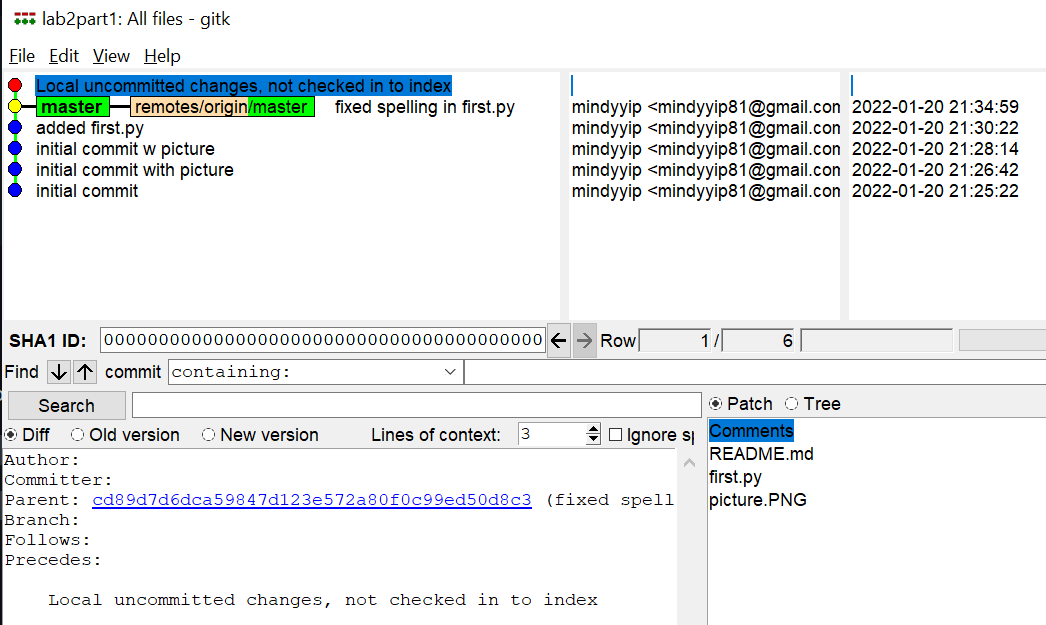 lab2part1: All files - gitk
File Edit View Help
Local uncommitted changes, not checked in to index
master remotes/origin/master fixed spelling in first.py mindyyip <mindyyip81@gmail.con 2022-01-20 21:34:59
added first.py mindyyip <mindyyip81@gmail.con 2022-01-20 21:30:22
initial commit w picture mindyyip <mindyyip81@gmail.con 2022-01-20 21:28:14
initial commit with picture mindyyip <mindyyip81@gmail.con 2022-01-20 21:26:42
initial commit mindyyip <mindyyip81@gmail.con 2022-01-20 21:25:22
SHA1 ID: 0000000000000000000000000000000000000000 Row 1 / 6
Find commit containing:
Search Patch Tree
Diff Old version New version Lines of context: 3 Ignore sp
Comments
README.md
first.py
picture.PNG
Author:
Committer:
Parent: cd89d7d6dca59847d123e572a80f0c99ed50d8c3 (fixed spell
Branch:
Follows:
Precedes:
Local uncommitted changes, not checked in to index